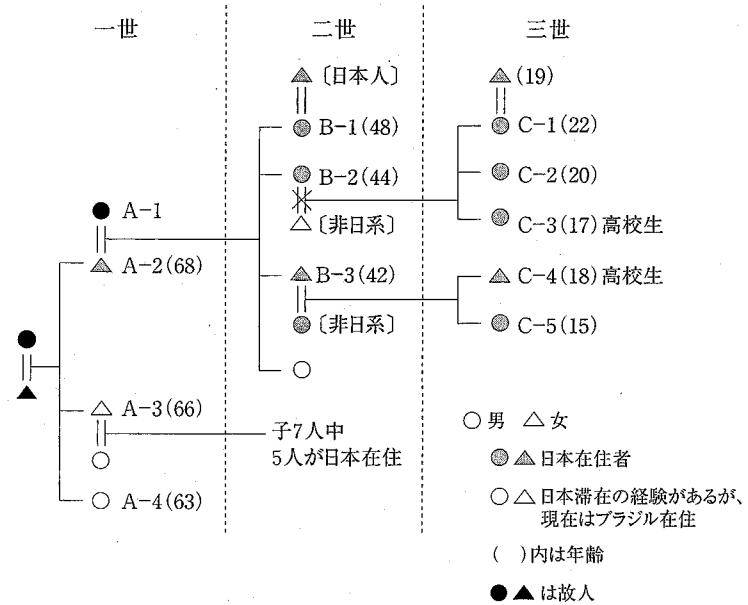 一世
二世
三世
〔日本人〕
B-1(48)
B-2(44)
〔非日系〕
B-3(42)
〔非日系〕
A-1
A-2(68)
A-3(66)
A-4(63)
子7人中
5人が日本在住
(19)
C-1(22)
C-2(20)
C-3(17)高校生
C-4(18)高校生
C-5(15)
○男 △女
日本在住者
○△日本滞在の経験があるが、
現在はブラジル在住
( )内は年齢
●▲は故人